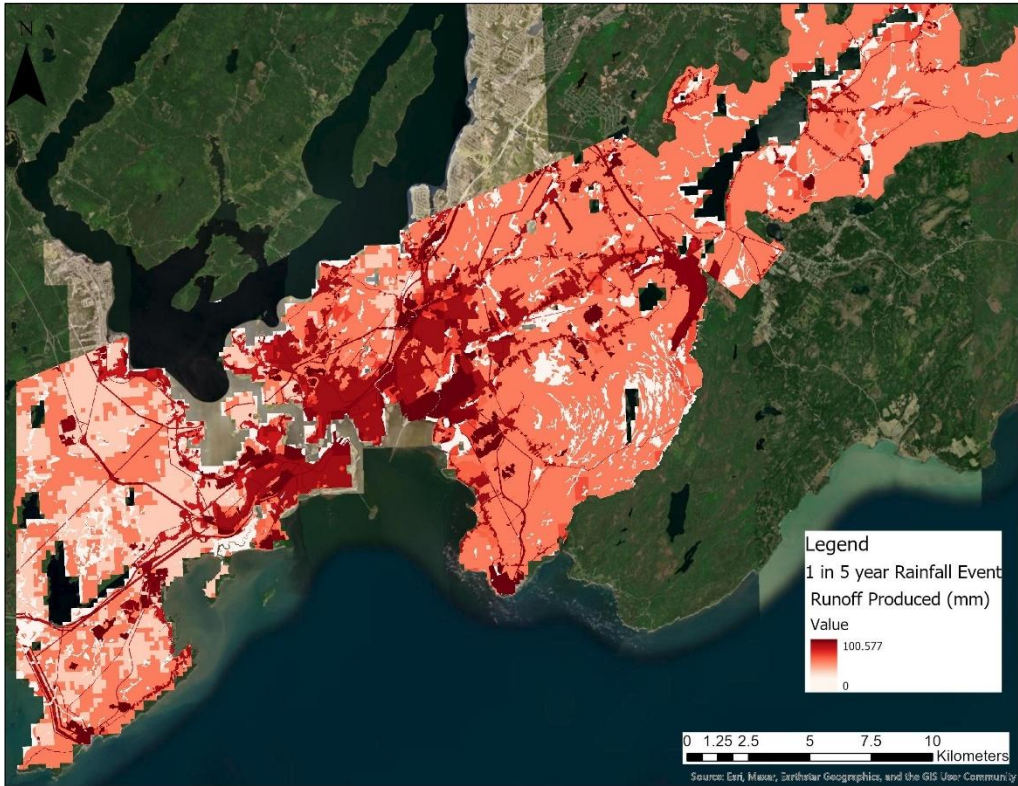 N
Legend
1 in 5 year Rainfall Event
Runoff Produced (mm)
Value
100.577
0
0 1.25 2.5 5 7.5 10
Kilometers
Source: Esri, Maxar, Earthstar Geographics, and the GIS User Community